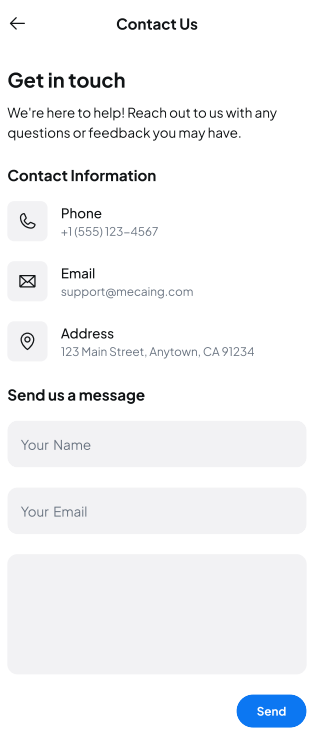 Contact Us
Get in touch
We're here to help! Reach out to us with any
questions or feedback you may have.
Contact Information
Phone
+1 (555) 123-4567
Email
support@mecaing.com
Address
123 Main Street, Anytown, CA 91234
Send us a message
Your Name
Your Email
Send